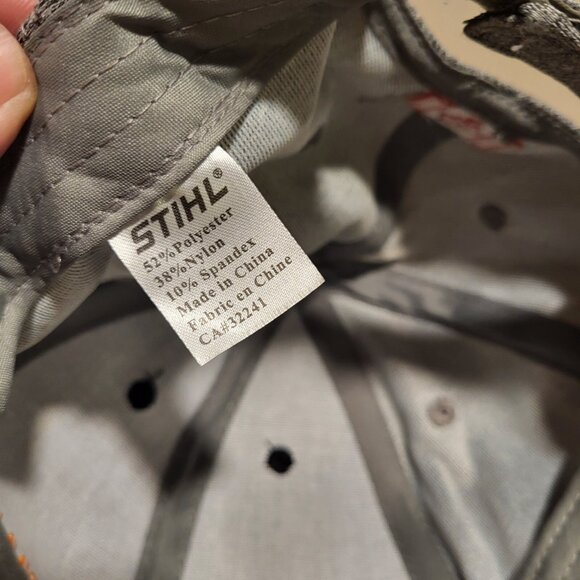 STIHL®
52%Polyester
38%Nylon
10% Spandex
Made in China
Fabric en Chine
CA#32241